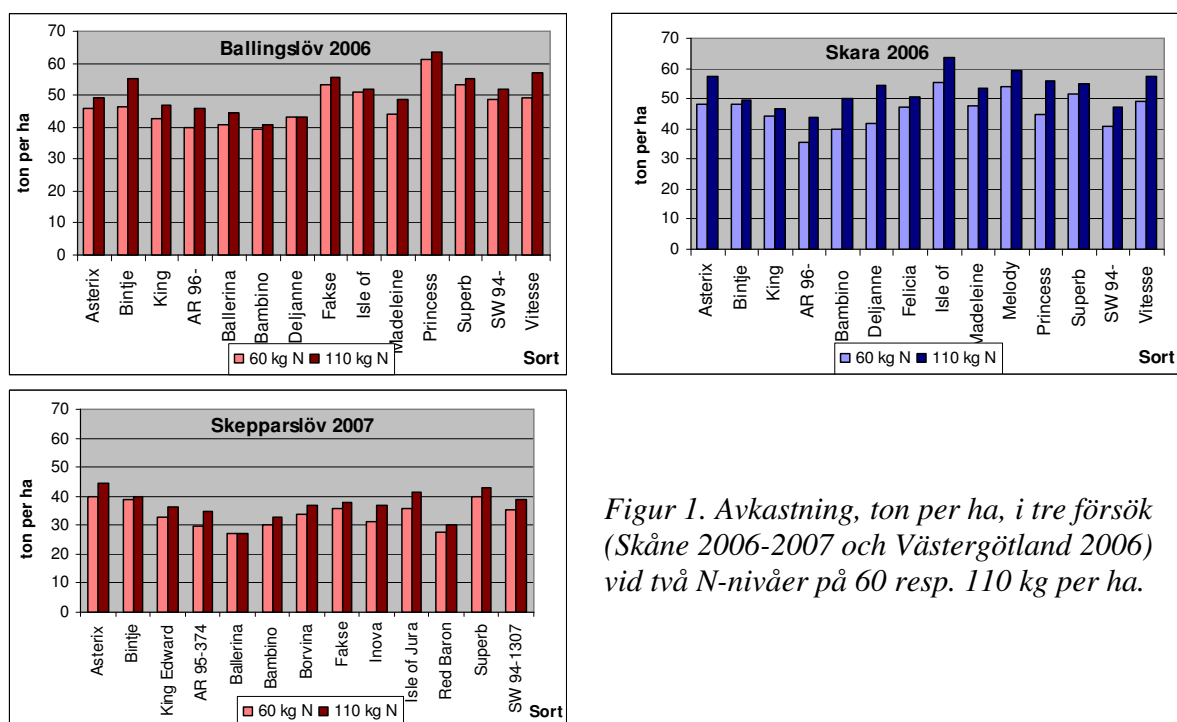 Ballingslöv 2006
ton per ha
70
60
50
40
30
20
10
0
Asterix
Bintje
King
AR 96-
Ballerina
Bambino
Deljanne
Fakse
Isle of
Madeleine
Princess
Superb
SW 94-
Vitesse
60 kg N 110 kg N
Sort
Skara 2006
ton per ha
70
60
50
40
30
20
10
0
Asterix
Bintje
King
AR 96-
Bambino
Deljanne
Felicia
Isle of
Madeleine
Melody
Princess
Superb
SW 94-
Vitesse
60 kg N 110 kg N
Sort
Skepparslöv 2007
ton per ha
70
60
50
40
30
20
10
0
Asterix
Bintje
King Edward
AR 95-374
Ballerina
Bambino
Borvina
Fakse
Inova
Isle of Jura
Red Baron
Superb
SW 94-1307
60 kg N 110 kg N
Sort
Figur 1. Avkastning, ton per ha, i tre försök
(Skåne 2006-2007 och Västergötland 2006)
vid två N-nivåer på 60 resp. 110 kg per ha.